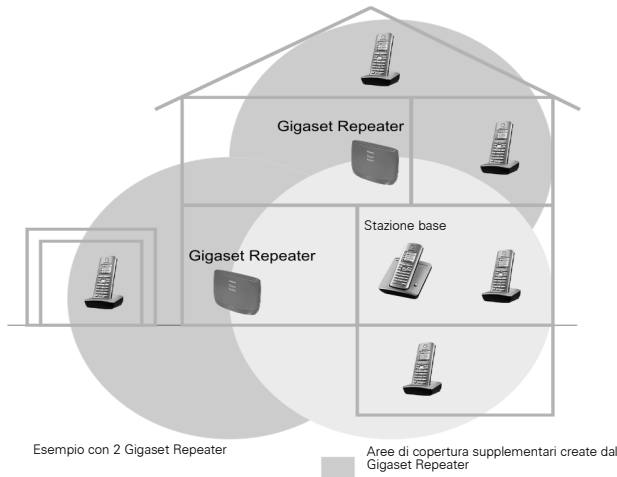 Gigaset Repeater
Stazione base
Gigaset Repeater
Esempio con 2 Gigaset Repeater
Aree di copertura supplementari create dal
Gigaset Repeater